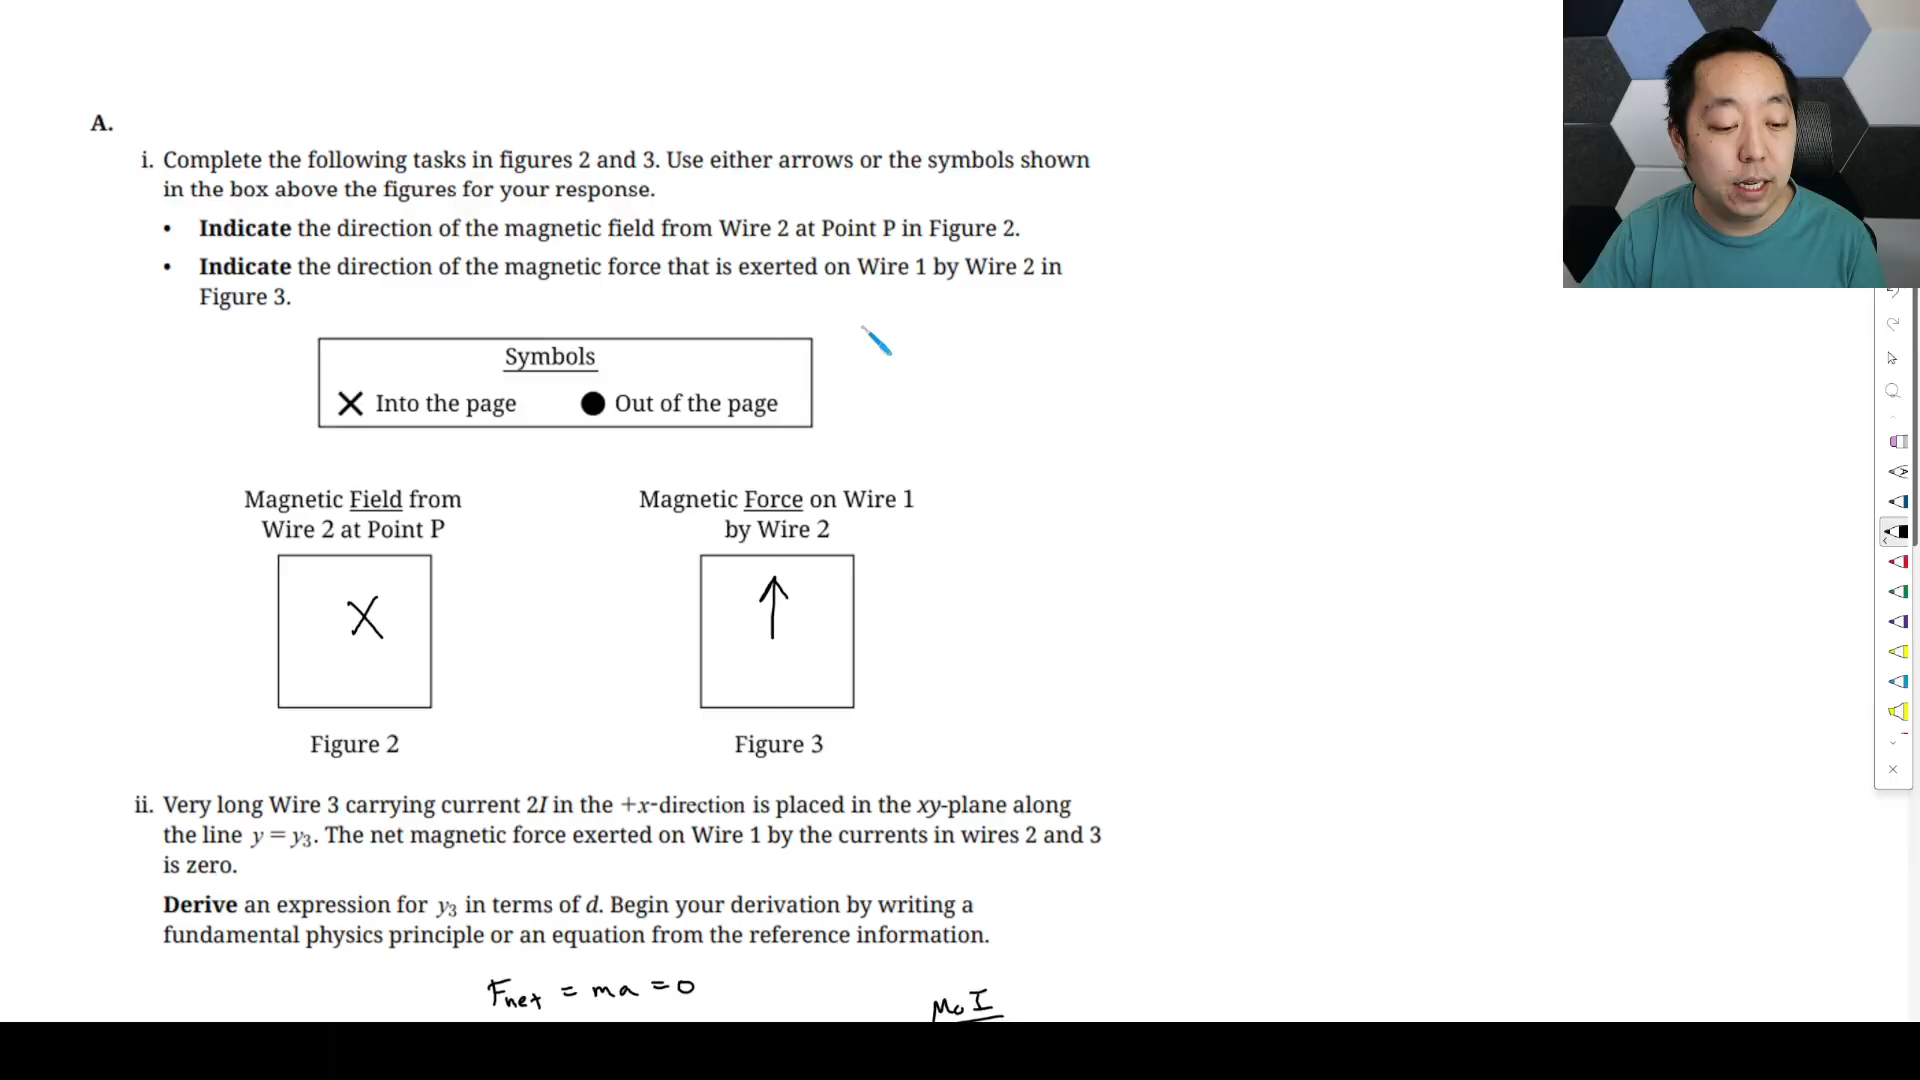 A.
i. Complete the following tasks in figures 2 and 3. Use either arrows or the symbols shown
in the box above the figures for your response.
• Indicate the direction of the magnetic field from Wire 2 at Point P in Figure 2.
• Indicate the direction of the magnetic force that is exerted on Wire 1 by Wire 2 in
Figure 3.
Symbols
✕ Into the page ● Out of the page
Magnetic Field from
Wire 2 at Point P
Magnetic Force on Wire 1
by Wire 2
X
↑
Figure 2
Figure 3
ii. Very long Wire 3 carrying current 2I in the +x-direction is placed in the xy-plane along
the line y = y₃. The net magnetic force exerted on Wire 1 by the currents in wires 2 and 3
is zero.
Derive an expression for y₃ in terms of d. Begin your derivation by writing a
fundamental physics principle or an equation from the reference information.
Fnet = ma = 0
μ₀ I